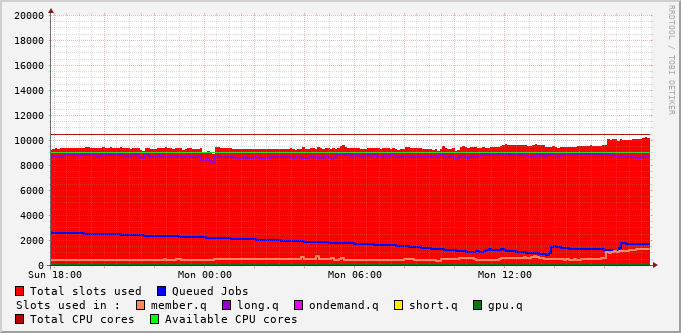 20000
18000
16000
14000
12000
10000
8000
6000
4000
2000
0
Sun 18:00 Mon 00:00 Mon 06:00 Mon 12:00
Total slots used Queued Jobs
Slots used in : member.q long.q ondemand.q short.q gpu.q
Total CPU cores Available CPU cores
RRDTOOL / TOBI OETIKER